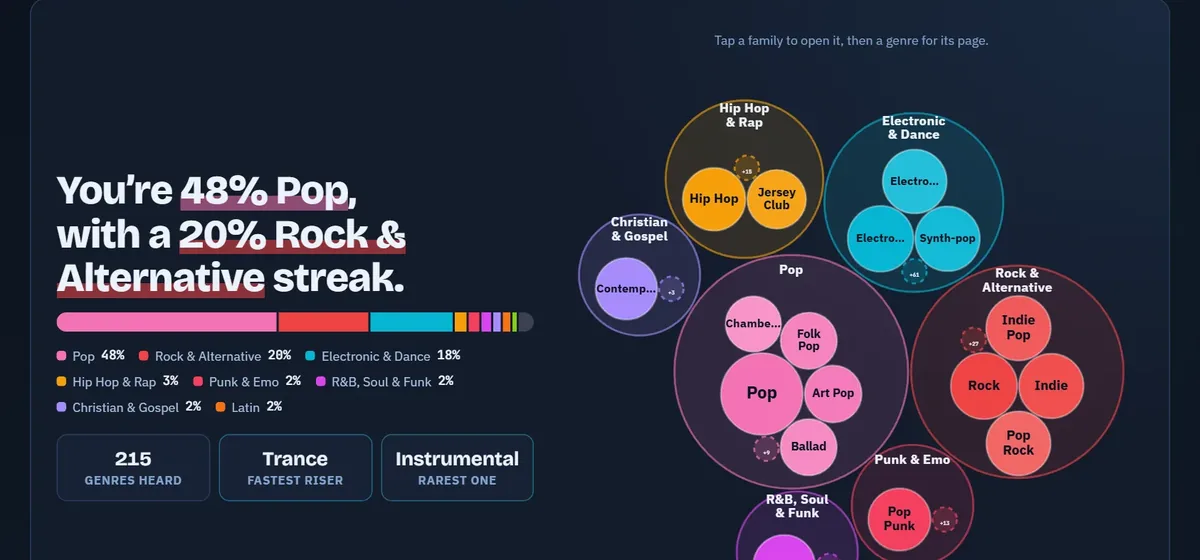 Tap a family to open it, then a genre for its page.
You're 48% Pop,
with a 20% Rock &
Alternative streak.
Pop 48% Rock & Alternative 20% Electronic & Dance 18%
Hip Hop & Rap 3% Punk & Emo 2% R&B, Soul & Funk 2%
Christian & Gospel 2% Latin 2%
215
GENRES HEARD
Trance
FASTEST RISER
Instrumental
RAREST ONE
Hip Hop
& Rap
+15
Hip Hop
Jersey
Club
Electronic
& Dance
Electro...
Electro...
Synth-pop
+61
Christian
& Gospel
Contemp...
+3
Pop
Chambe...
Folk
Pop
Pop
Art Pop
Ballad
+9
Rock &
Alternative
Indie
Pop
+27
Rock
Indie
Pop
Rock
Punk & Emo
Pop
Punk
+13
R&B, Soul
& Funk